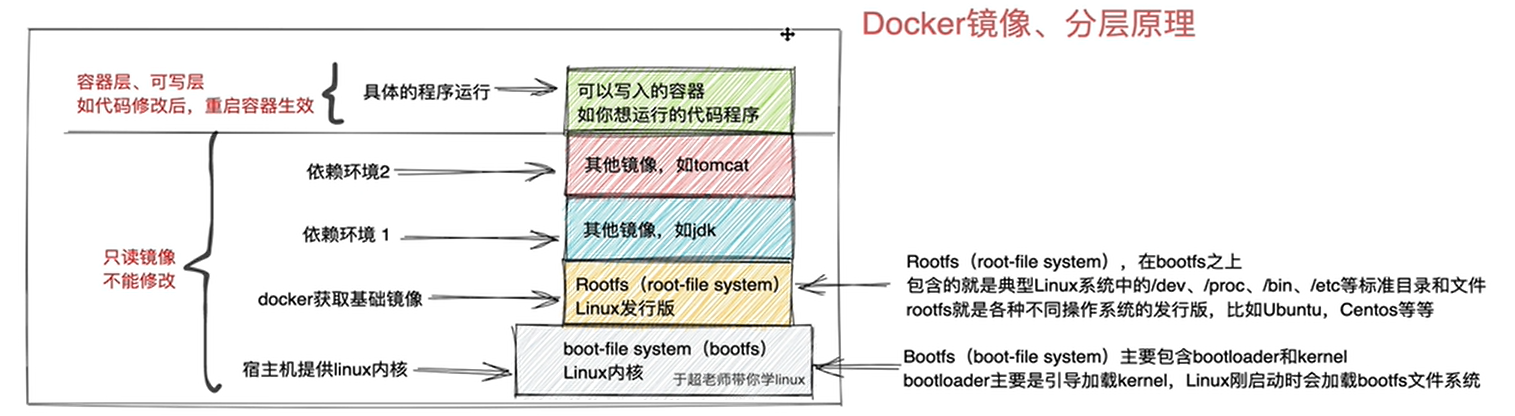 Docker镜像、分层原理
容器层、可写层
如代码修改后，重启容器生效
具体的程序运行
可以写入的容器
如你想运行的代码程序
依赖环境2
其他镜像，如tomcat
依赖环境 1
其他镜像，如jdk
只读镜像
不能修改
docker获取基础镜像
Rootfs（root-file system）
Linux发行版
Rootfs（root-file system），在bootfs之上
包含的就是典型Linux系统中的/dev、/proc、/bin、/etc等标准目录和文件
rootfs就是各种不同操作系统的发行版，比如Ubuntu，Centos等等
宿主机提供linux内核
boot-file system（bootfs）
Linux内核
于超老师带你学linux
Bootfs（boot-file system）主要包含bootloader和kernel
bootloader主要是引导加载kernel，Linux刚启动时会加载bootfs文件系统